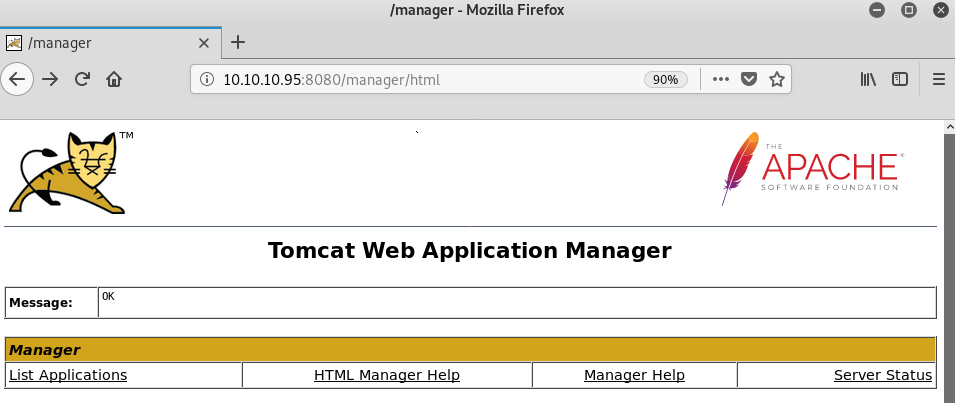 /manager - Mozilla Firefox
/manager
10.10.10.95:8080/manager/html
90%
TM
THE
APACHE®
SOFTWARE FOUNDATION
Tomcat Web Application Manager
Message: OK
Manager
List Applications HTML Manager Help Manager Help Server Status